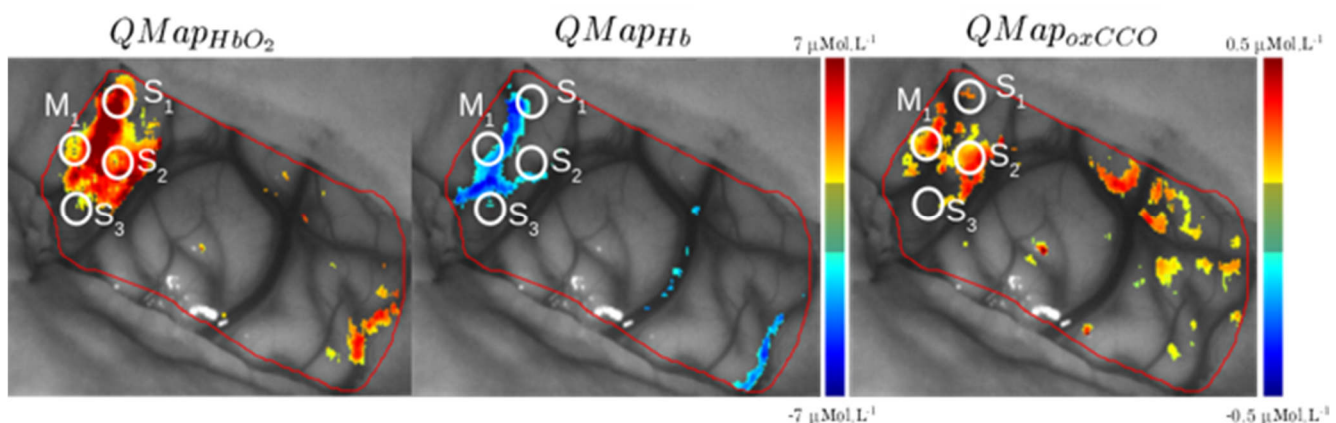 QMap_HbO₂
QMap_Hb
7 μMol.L⁻¹
QMap_oxCCO
0.5 μMol.L⁻¹
M₁
S₁
S₂
S₃
M₁
S₁
S₂
S₃
M₁
S₁
S₂
S₃
-7 μMol.L⁻¹
-0.5 μMol.L⁻¹